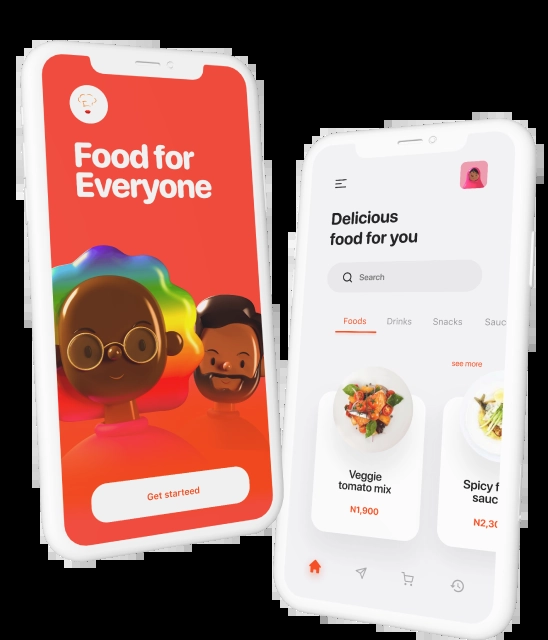 Food for
Everyone
Get starteed
Delicious
food for you
Search
Foods
Drinks
Snacks
Sauc
see more
Veggie
tomato mix
N1,900
Spicy f
sauc
N2,30